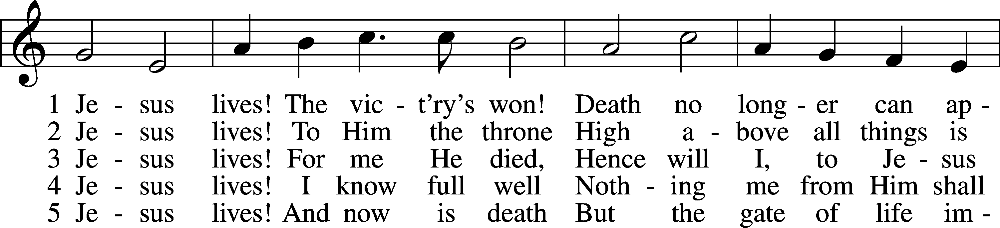 1 Je - sus lives! The vic - t’ry’s won! Death no long - er can ap -
2 Je - sus lives! To Him the throne High a - bove all things is
3 Je - sus lives! For me He died, Hence will I, to Je - sus
4 Je - sus lives! I know full well Noth - ing me from Him shall
5 Je - sus lives! And now is death But the gate of life im -